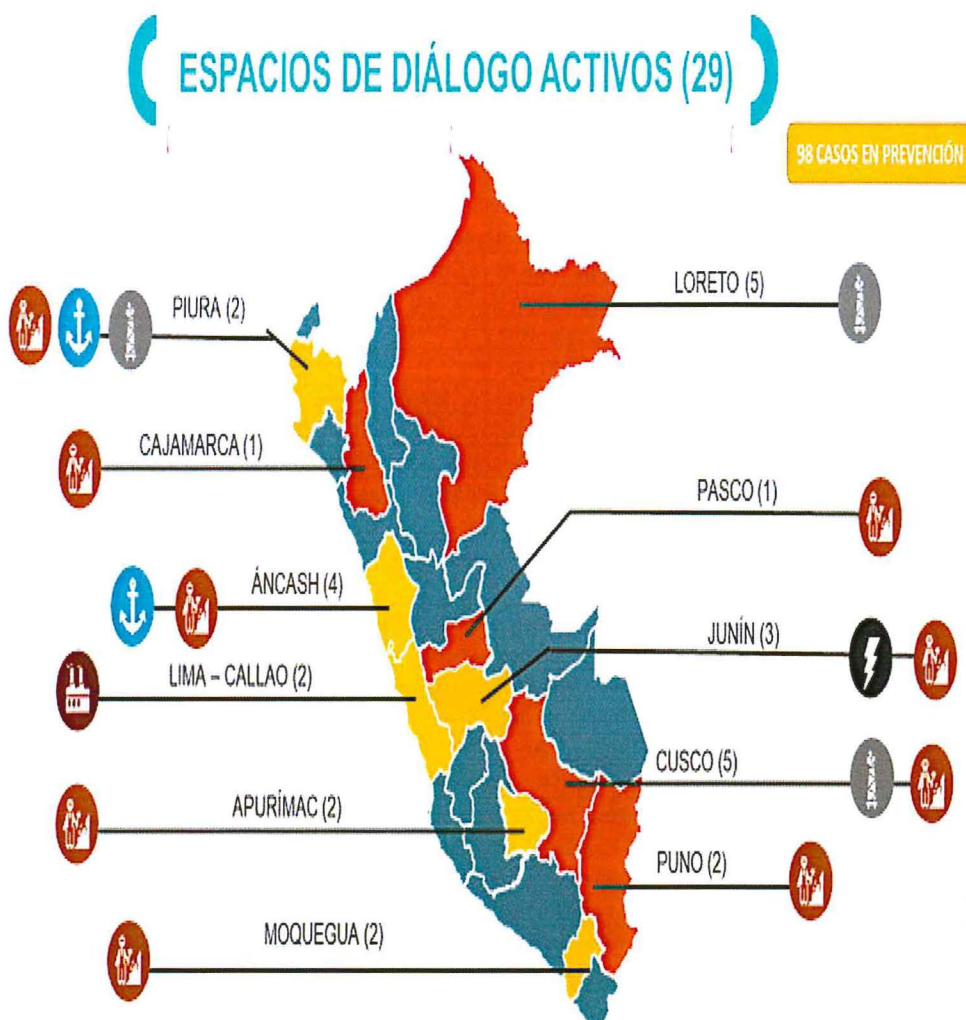 ESPACIOS DE DIÁLOGO ACTIVOS (29)
98 CASOS EN PREVENCIÓN
PIURA (2)
LORETO (5)
CAJAMARCA (1)
PASCO (1)
ÁNCASH (4)
JUNÍN (3)
LIMA – CALLAO (2)
CUSCO (5)
APURÍMAC (2)
PUNO (2)
MOQUEGUA (2)